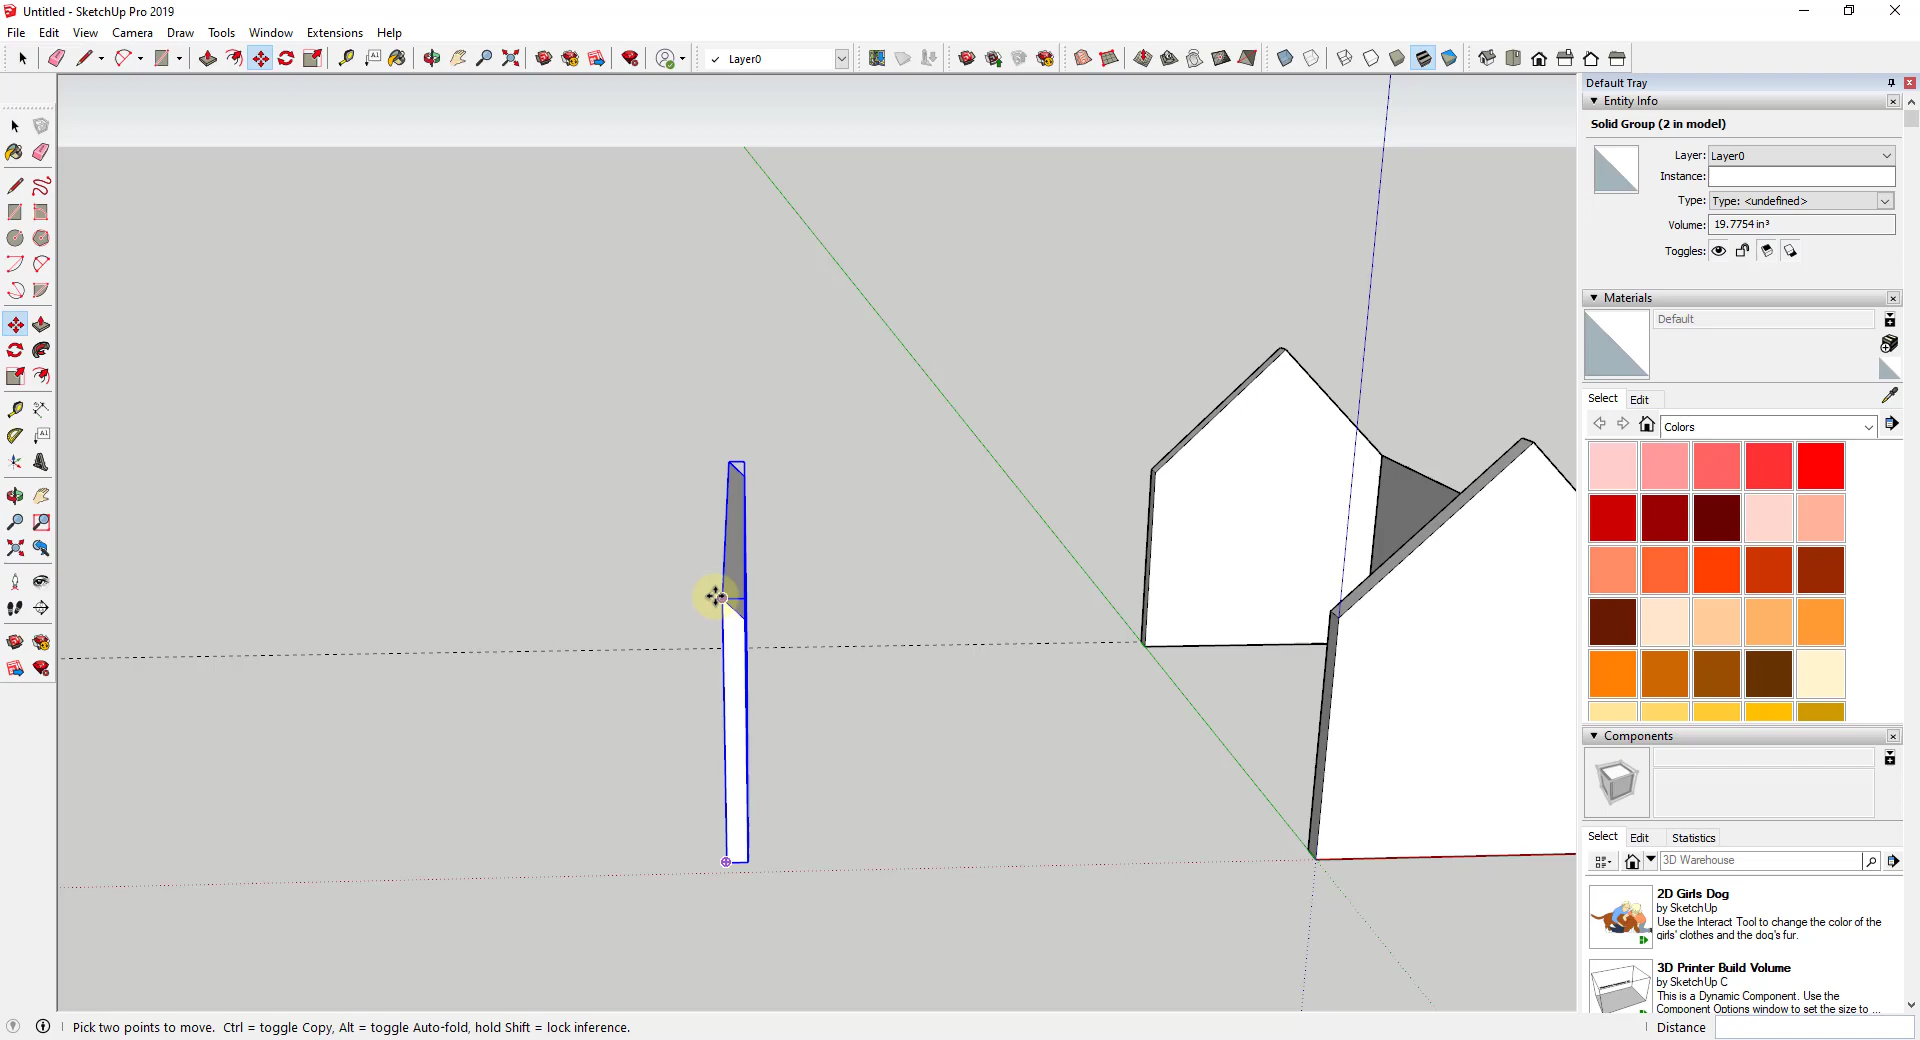 Untitled - SketchUp Pro 2019
File Edit View Camera Draw Tools Window Extensions Help
✓ Layer0
Default Tray
Entity Info
Solid Group (2 in model)
Layer: Layer0
Instance:
Type: Type: <undefined>
Volume: 19.7754 in³
Toggles:
Materials
Default
Select Edit
Colors
Components
Select Edit Statistics
3D Warehouse
2D Girls Dog
by SketchUp
Use the Interact Tool to change the color of the
girls' clothes and the dog's fur.
3D Printer Build Volume
by SketchUp C
This is a Dynamic Component. Use the
Component Options window to set the size to ...
Pick two points to move. Ctrl = toggle Copy, Alt = toggle Auto-fold, hold Shift = lock inference.
Distance